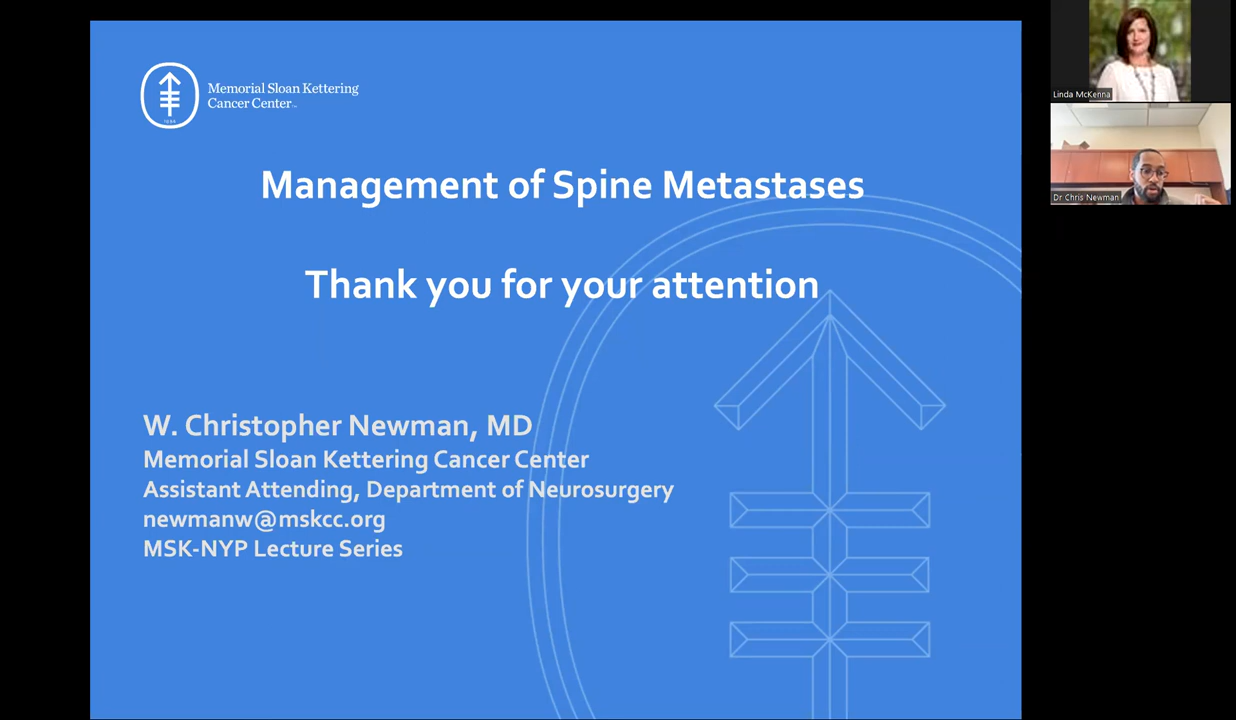 Memorial Sloan Kettering
Cancer Center
Management of Spine Metastases
Thank you for your attention
W. Christopher Newman, MD
Memorial Sloan Kettering Cancer Center
Assistant Attending, Department of Neurosurgery
newmanw@mskcc.org
MSK-NYP Lecture Series
Linda McKenna
Dr Chris Newman